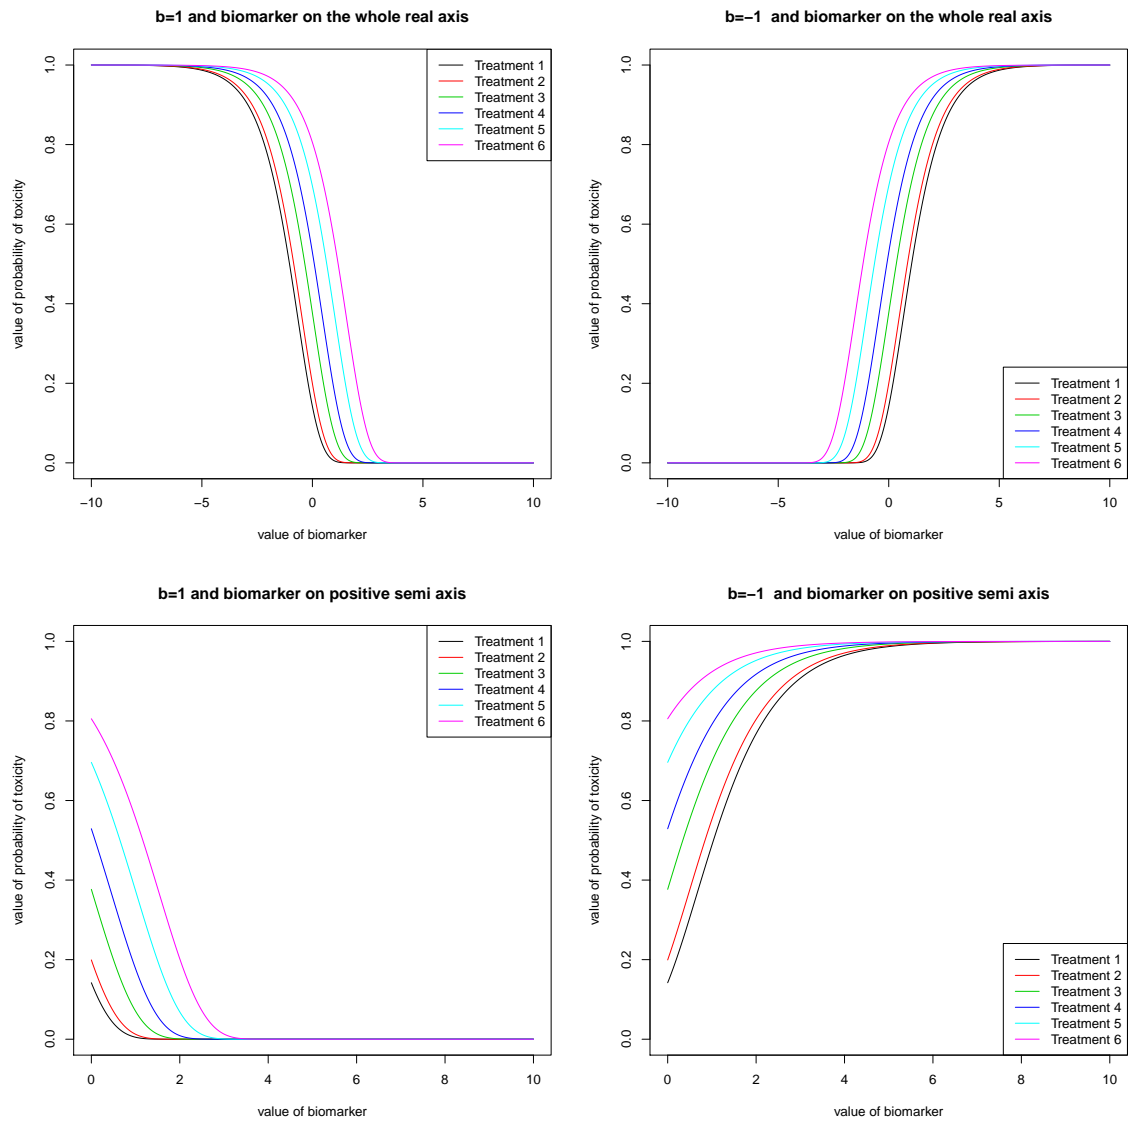 b=1 and biomarker on the whole real axis
value of probability of toxicity
1.0
0.8
0.6
0.4
0.2
0.0
Treatment 1
Treatment 2
Treatment 3
Treatment 4
Treatment 5
Treatment 6
−10
−5
0
5
10
value of biomarker
b=−1 and biomarker on the whole real axis
value of probability of toxicity
1.0
0.8
0.6
0.4
0.2
0.0
Treatment 1
Treatment 2
Treatment 3
Treatment 4
Treatment 5
Treatment 6
−10
−5
0
5
10
value of biomarker
b=1 and biomarker on positive semi axis
value of probability of toxicity
1.0
0.8
0.6
0.4
0.2
0.0
Treatment 1
Treatment 2
Treatment 3
Treatment 4
Treatment 5
Treatment 6
0
2
4
6
8
10
value of biomarker
b=−1 and biomarker on positive semi axis
value of probability of toxicity
1.0
0.8
0.6
0.4
0.2
0.0
Treatment 1
Treatment 2
Treatment 3
Treatment 4
Treatment 5
Treatment 6
0
2
4
6
8
10
value of biomarker